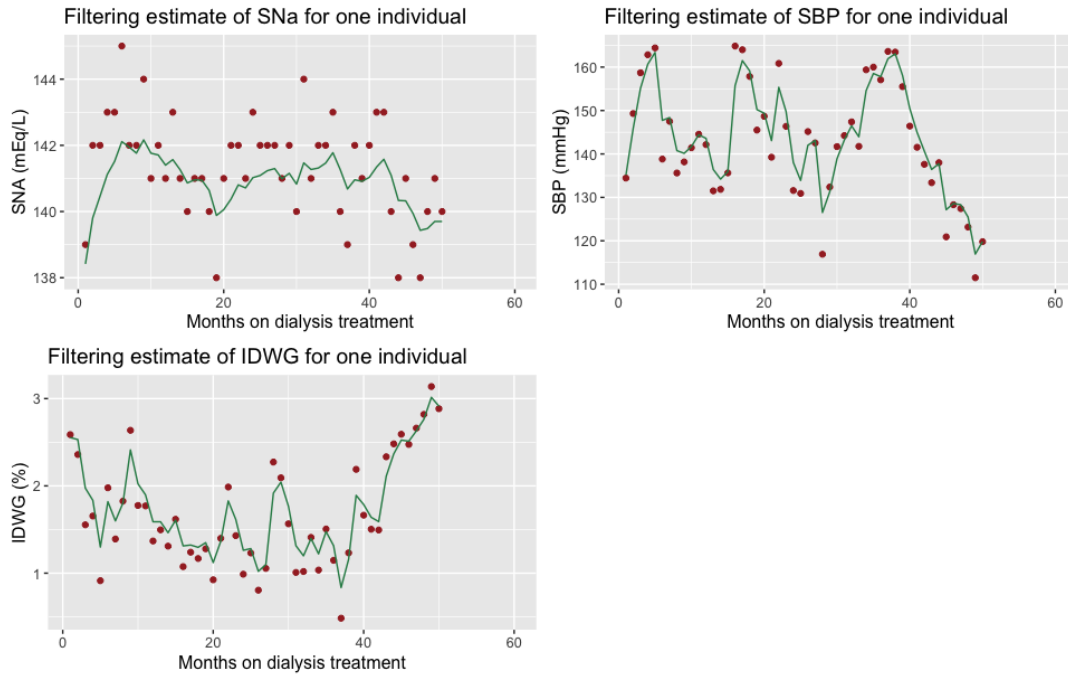 Filtering estimate of SNa for one individual
SNA (mEq/L)
144
142
140
138
0
20
40
60
Months on dialysis treatment
Filtering estimate of SBP for one individual
SBP (mmHg)
160
150
140
130
120
110
0
20
40
60
Months on dialysis treatment
Filtering estimate of IDWG for one individual
IDWG (%)
3
2
1
0
20
40
60
Months on dialysis treatment